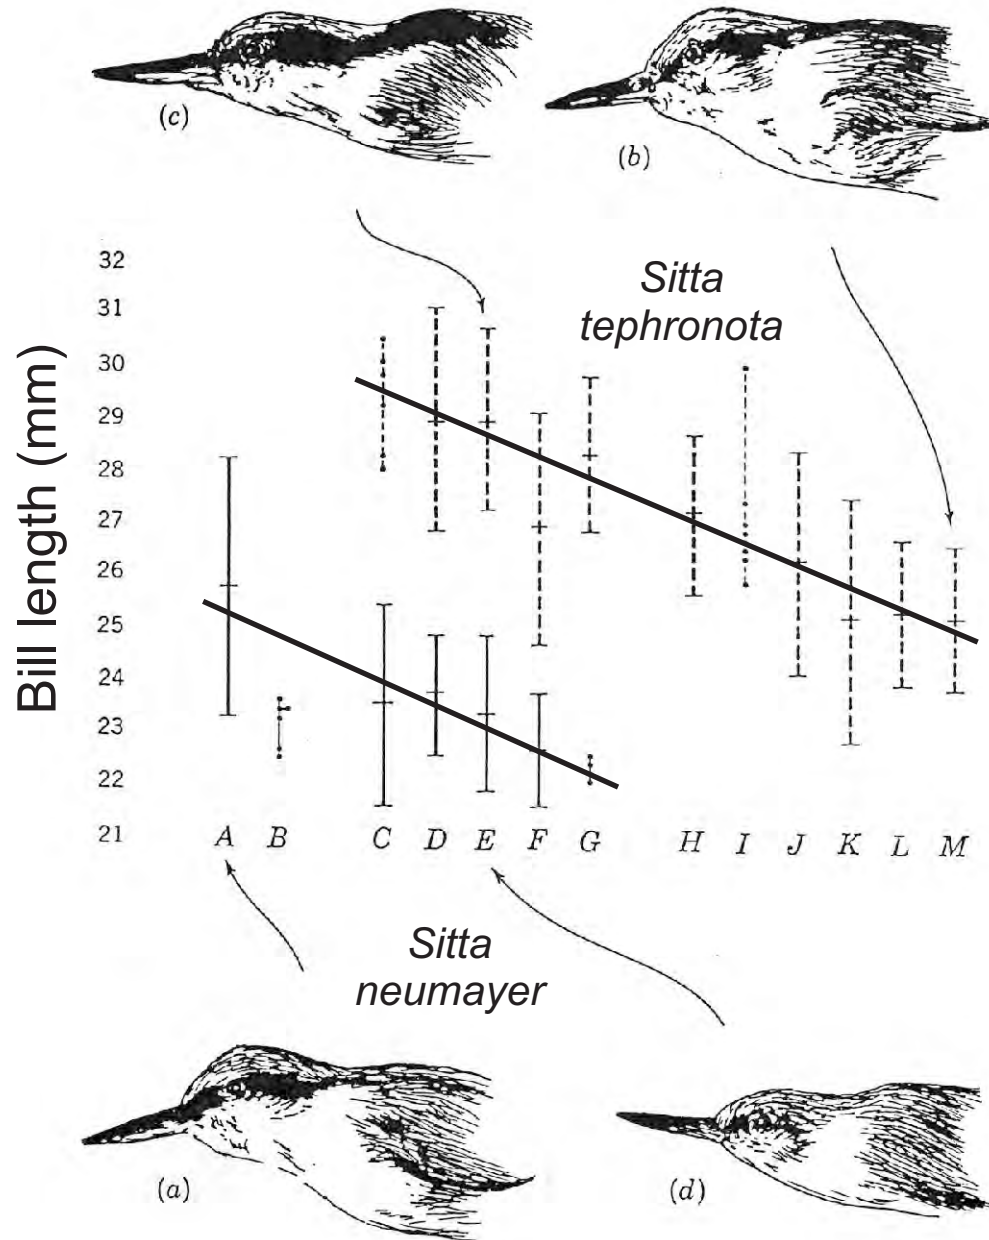 (c)
(b)
Sitta
tephronota
Bill length (mm)
32
31
30
29
28
27
26
25
24
23
22
21
A B C D E F G H I J K L M
Sitta
neumayer
(a)
(d)